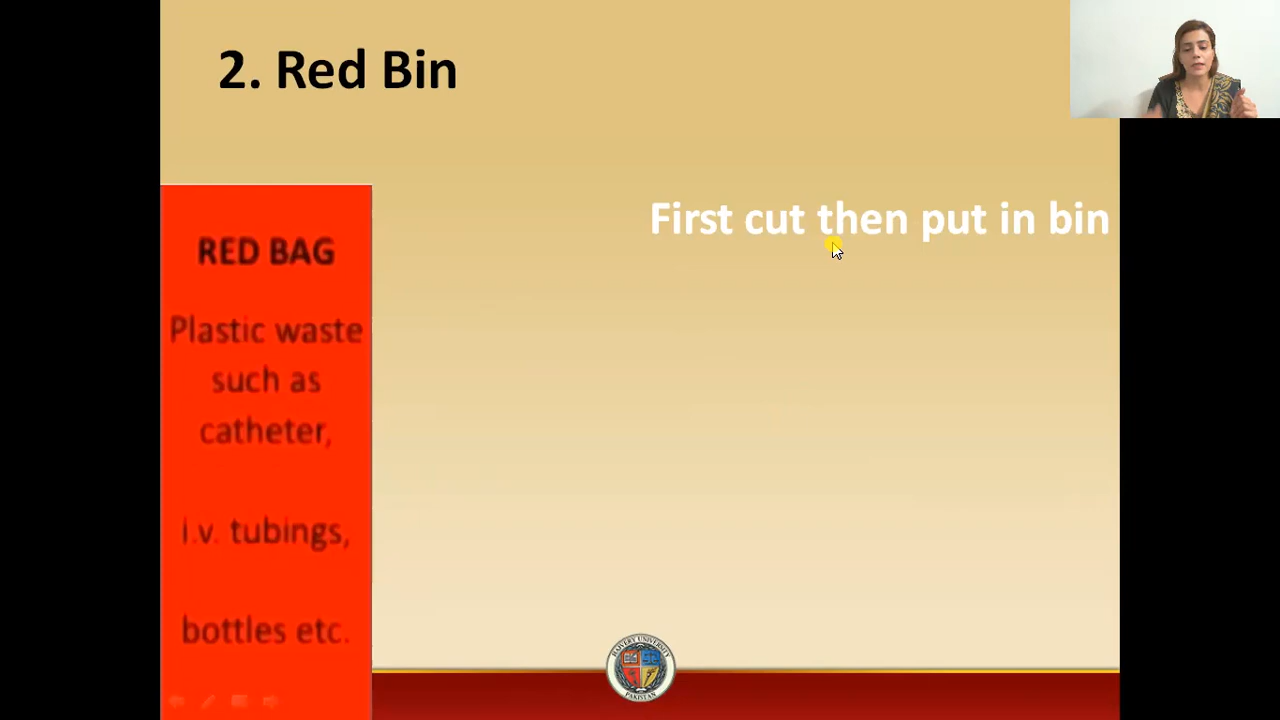 2. Red Bin
First cut then put in bin
RED BAG
Plastic waste
such as
catheter,
i.v. tubings,
bottles etc.
PAKISTAN